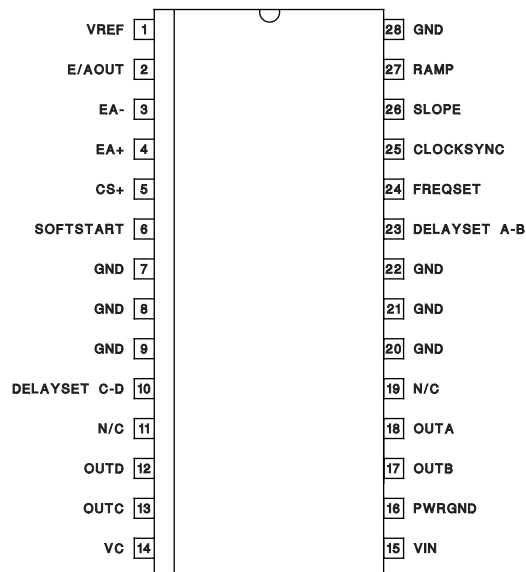 VREF 1 28 GND
E/AOUT 2 27 RAMP
EA- 3 26 SLOPE
EA+ 4 25 CLOCKSYNC
CS+ 5 24 FREQSET
SOFTSTART 6 23 DELAYSET A-B
GND 7 22 GND
GND 8 21 GND
GND 9 20 GND
DELAYSET C-D 10 19 N/C
N/C 11 18 OUTA
OUTD 12 17 OUTB
OUTC 13 16 PWRGND
VC 14 15 VIN